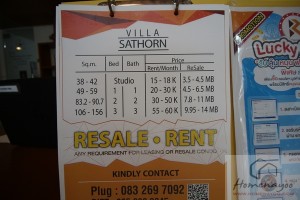 VILLA
SATHORN
Sq.m. Bed Bath Price
Rent/Month ReSale
38 - 42 Studio 15 - 18 K 3.5 - 4.5 MB
49 - 59 1 1 20 - 30 K 4.5 - 6.5 MB
83.2 - 90.7 2 2 30 - 50 K 7.8 - 11 MB
106 - 156 3 3 55 - 60 K 9.95 - 14 MB
RESALE - RENT
ANY REQUIREMENT FOR LEASING OR RESALE CONDO
KINDLY CONTACT
Plug : 083 269 7092
Lucky
Homenayoo